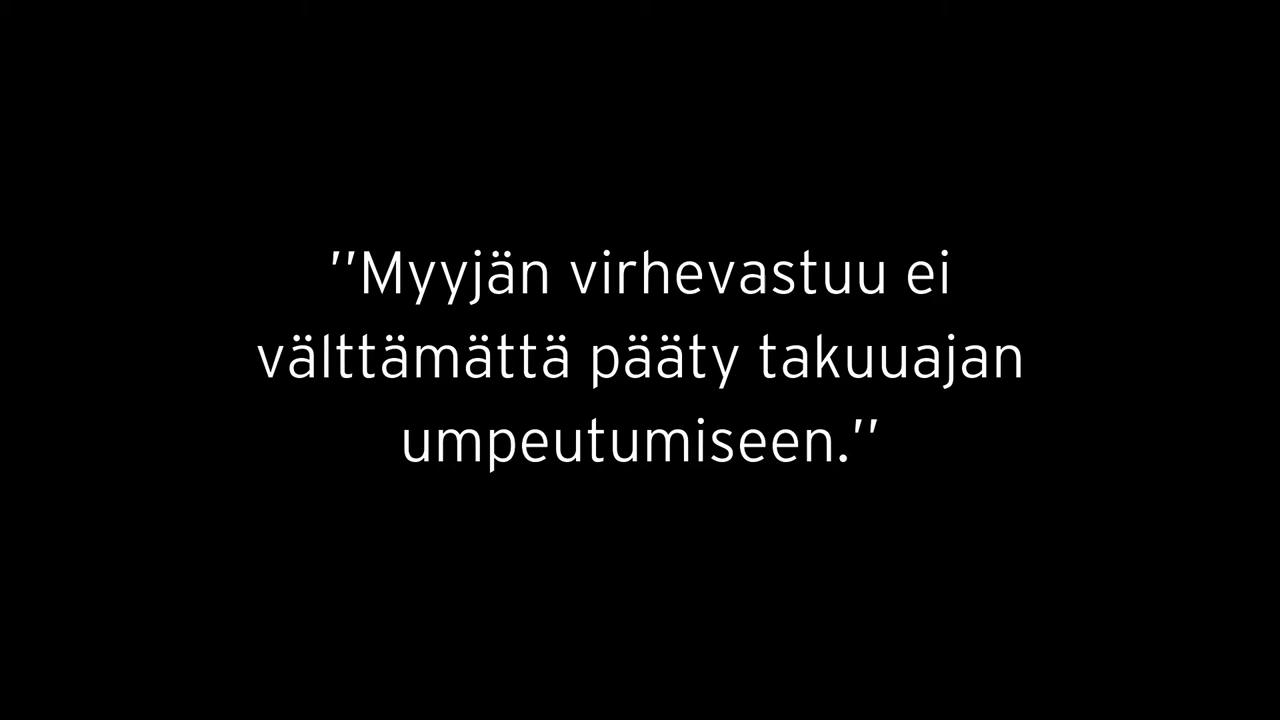 ”Myyjän virhevastuu ei
välttämättä pääty takuuajan
umpeutumiseen.”